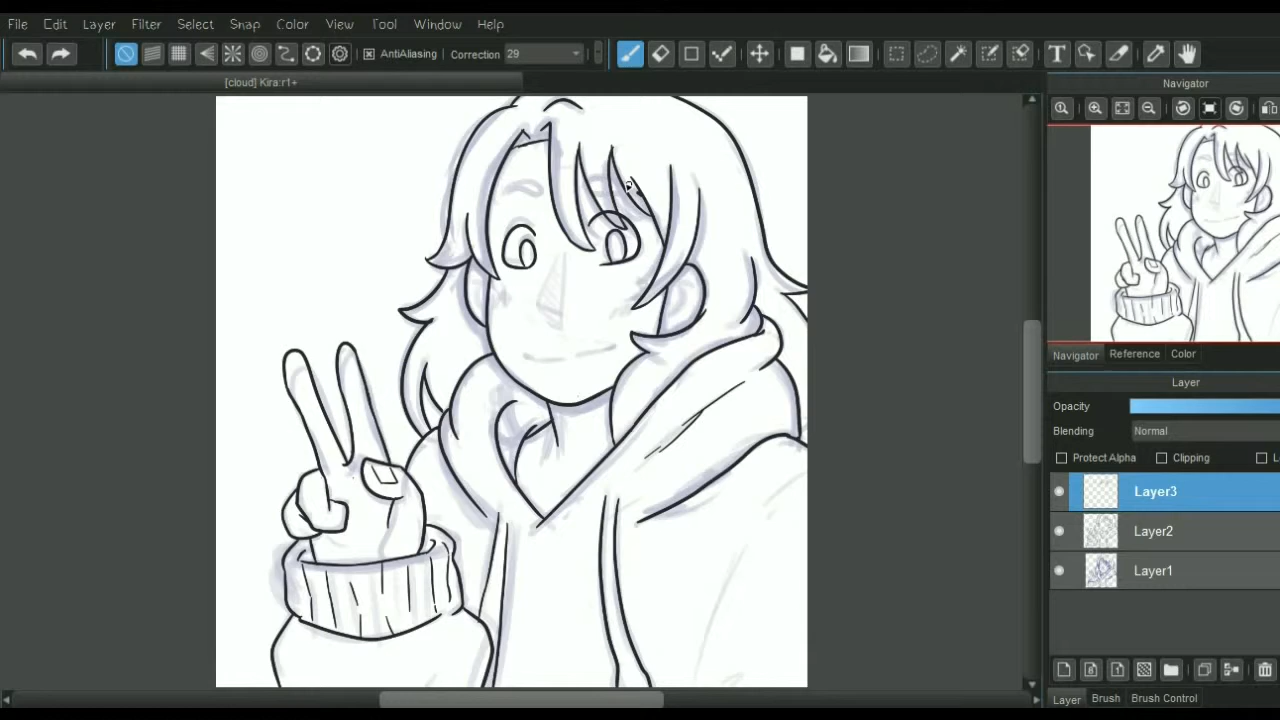 File Edit Layer Filter Select Snap Color View Tool Window Help
AntiAliasing Correction 29
[cloud] Kira:r1+
Navigator
Navigator Reference Color
Layer
Opacity
Blending Normal
Protect Alpha Clipping
Layer3
Layer2
Layer1
Layer Brush Brush Control